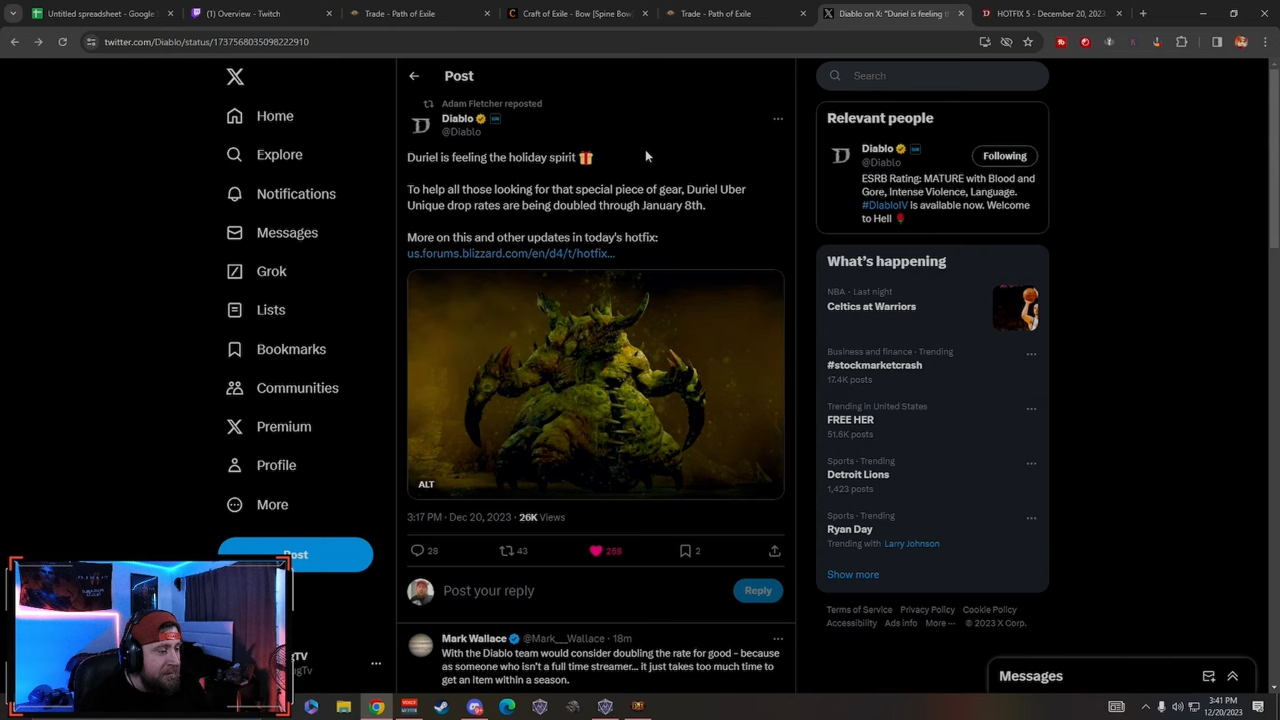 Untitled spreadsheet - Google S
(1) Overview - Twitch
Trade - Path of Exile
Craft of Exile - Bow [Spine Bow]
Trade - Path of Exile
Diablo on X: "Duriel is feeling th
HOTFIX 5 - December 20, 2023
twitter.com/Diablo/status/1737568035098222910
Home
Explore
Notifications
Messages
Grok
Lists
Bookmarks
Communities
Premium
Profile
More
Post
Post
Adam Fletcher reposted
Diablo
@Diablo
Duriel is feeling the holiday spirit 🎁
To help all those looking for that special piece of gear, Duriel Uber
Unique drop rates are being doubled through January 8th.
More on this and other updates in today's hotfix:
us.forums.blizzard.com/en/d4/t/hotfix...
ALT
3:17 PM · Dec 20, 2023 · 26K Views
28 43 268 2
Post your reply
Reply
Mark Wallace @Mark__Wallace · 18m
With the Diablo team would consider doubling the rate for good – because
as someone who isn't a full time streamer... it just takes too much time to
get an item within a season.
Search
Relevant people
Diablo
@Diablo
Following
ESRB Rating: MATURE with Blood and
Gore, Intense Violence, Language.
#DiabloIV is available now. Welcome
to Hell 🌹
What's happening
NBA · Last night
Celtics at Warriors
Business and finance · Trending
#stockmarketcrash
17.4K posts
Trending in United States
FREE HER
51.6K posts
Sports · Trending
Detroit Lions
1,423 posts
Sports · Trending
Ryan Day
Trending with Larry Johnson
Show more
Terms of Service Privacy Policy Cookie Policy
Accessibility Ads info More ··· © 2023 X Corp.
Messages
3:41 PM
12/20/2023